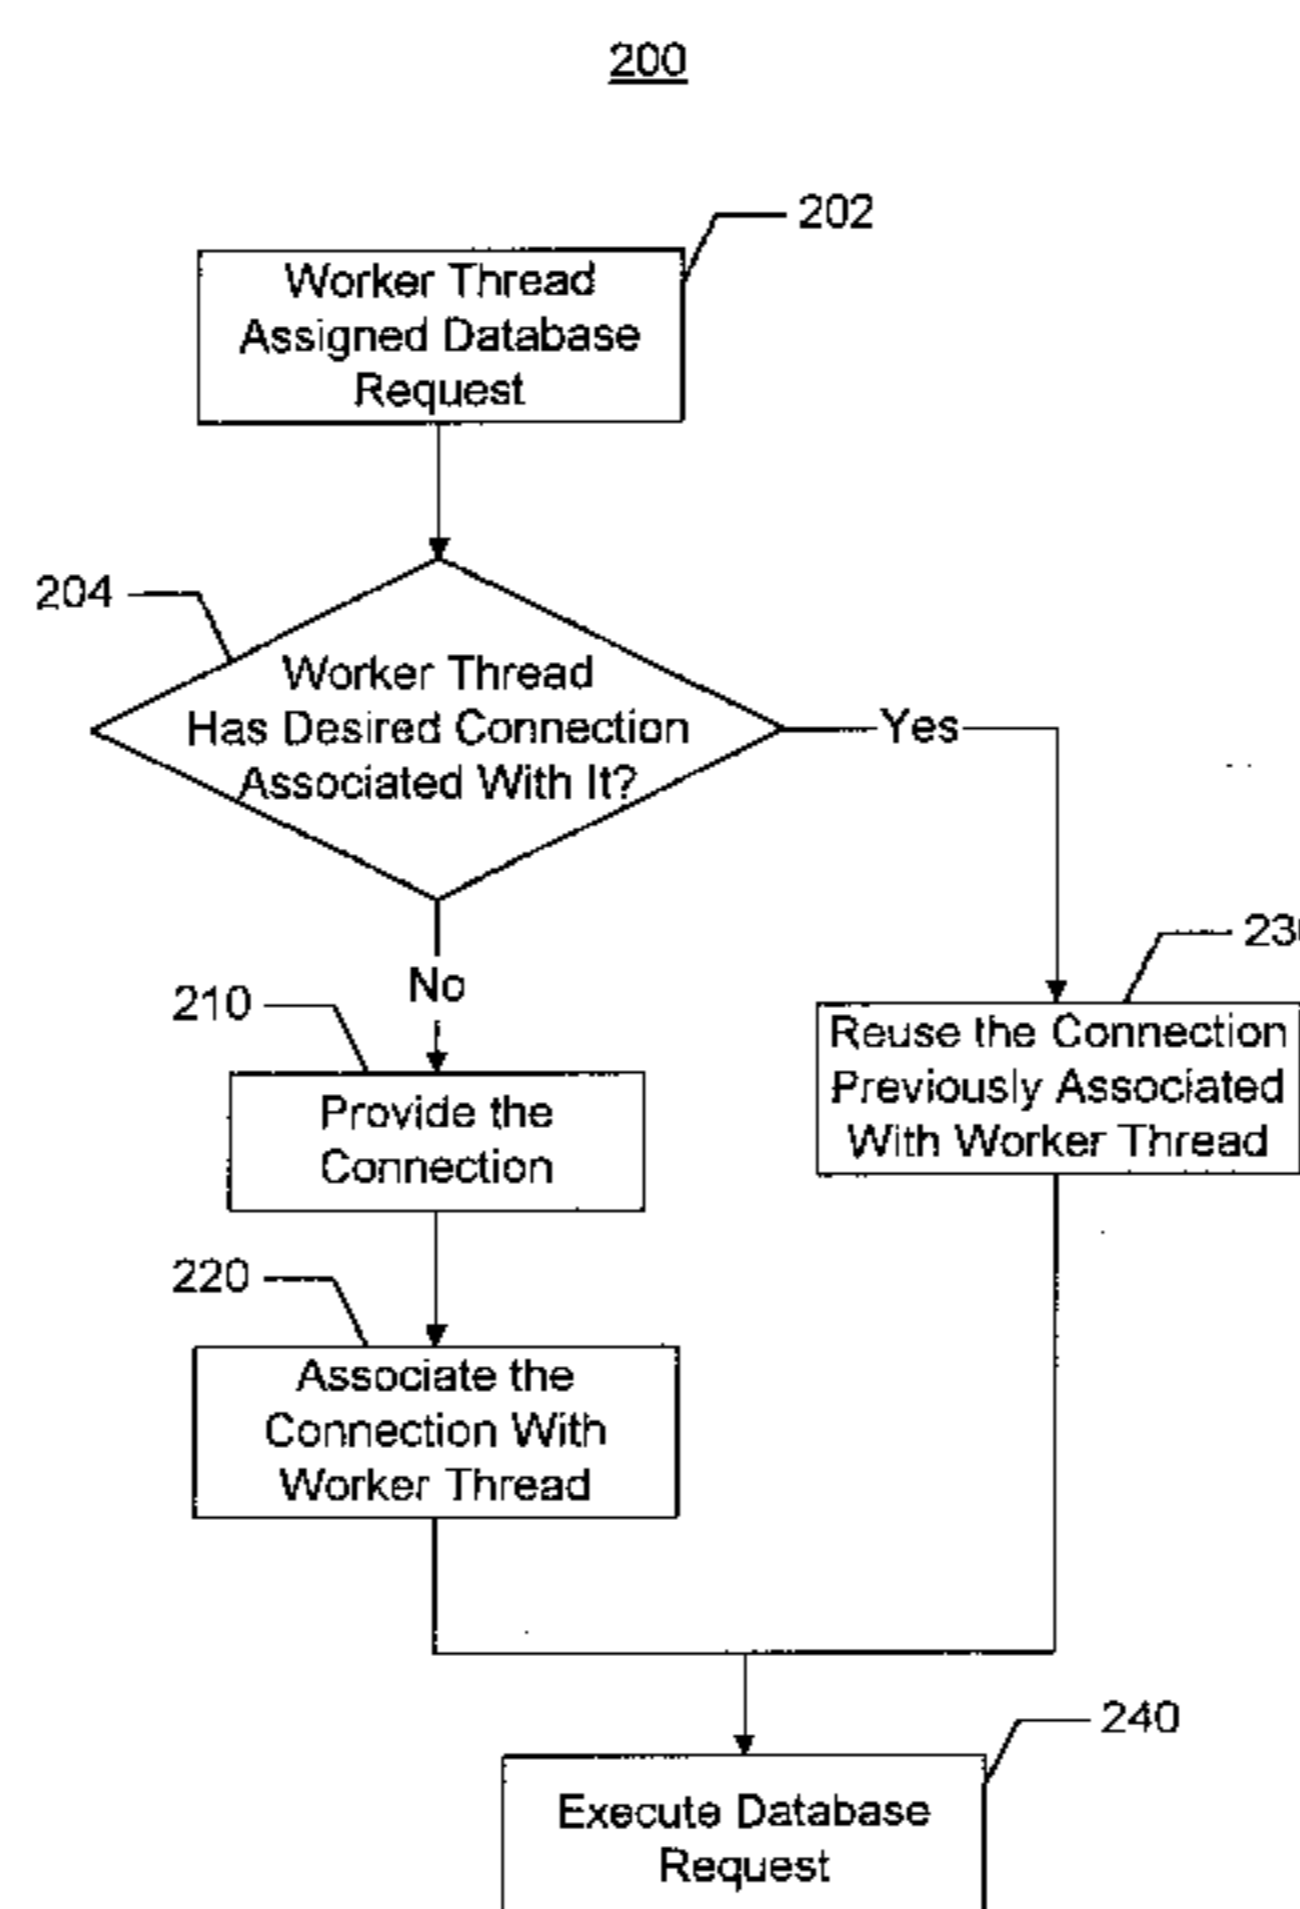 200
202
Worker Thread
Assigned Database
Request
204
Worker Thread
Has Desired Connection
Associated With It?
Yes
No
210
Provide the
Connection
Reuse the Connection
Previously Associated
With Worker Thread
220
Associate the
Connection With
Worker Thread
240
Execute Database
Request